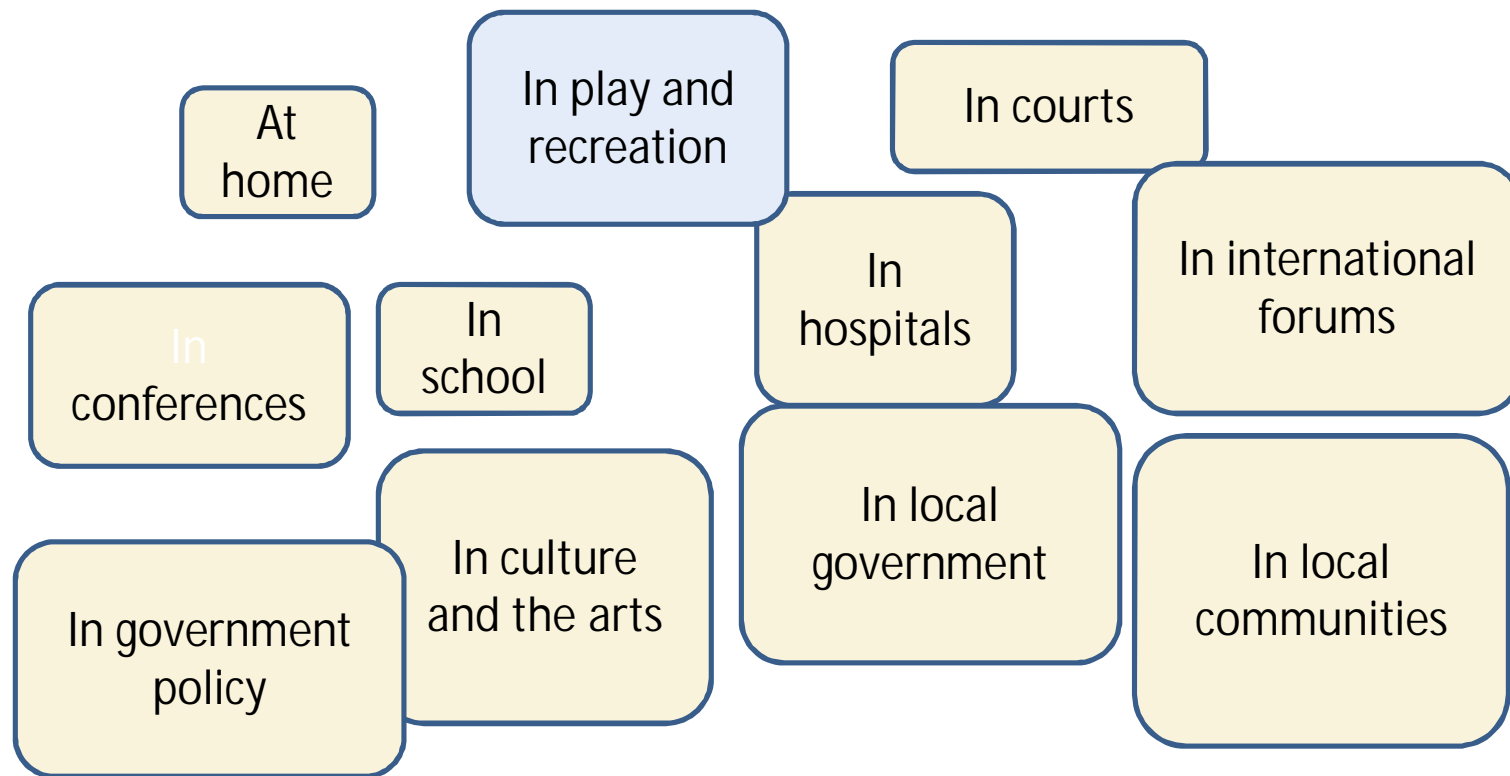 At
home
In play and
recreation
In courts
In
conferences
In
school
In
hospitals
In international
forums
In government
policy
In culture
and the arts
In local
government
In local
communities